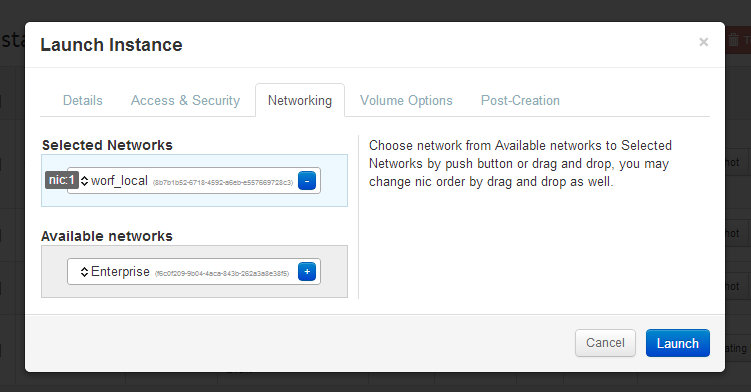 Launch Instance ×
Details Access & Security Networking Volume Options Post-Creation
Selected Networks
nic:1 worf_local (8b7b1b52-6718-4592-a6eb-e557669728c3) -
Available networks
Enterprise (f6c0f209-9b04-4aca-843b-262a3a8e38f5) +
Choose network from Available networks to Selected
Networks by push button or drag and drop, you may
change nic order by drag and drop as well.
Cancel Launch